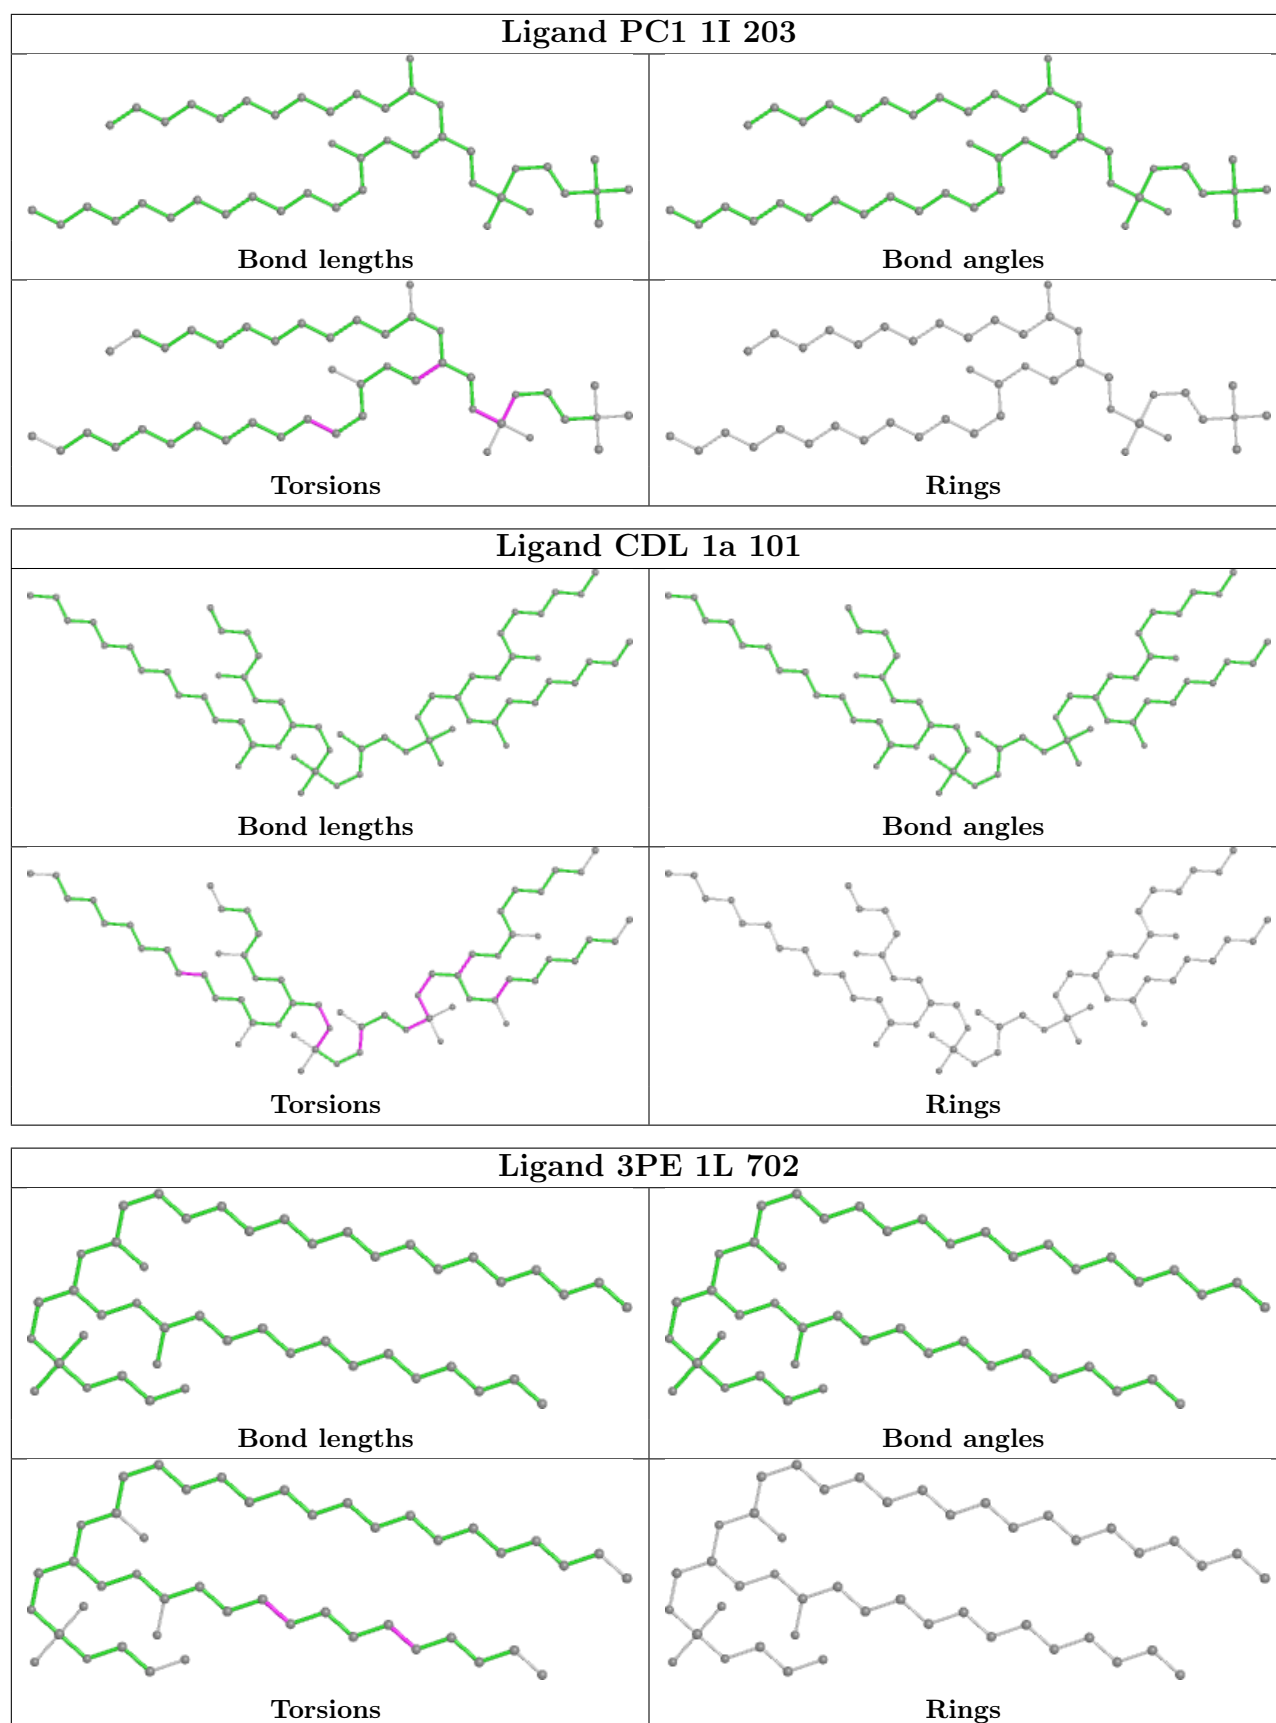 Ligand PC1 1I 203
Bond lengths
Bond angles
Torsions
Rings
Ligand CDL 1a 101
Bond lengths
Bond angles
Torsions
Rings
Ligand 3PE 1L 702
Bond lengths
Bond angles
Torsions
Rings